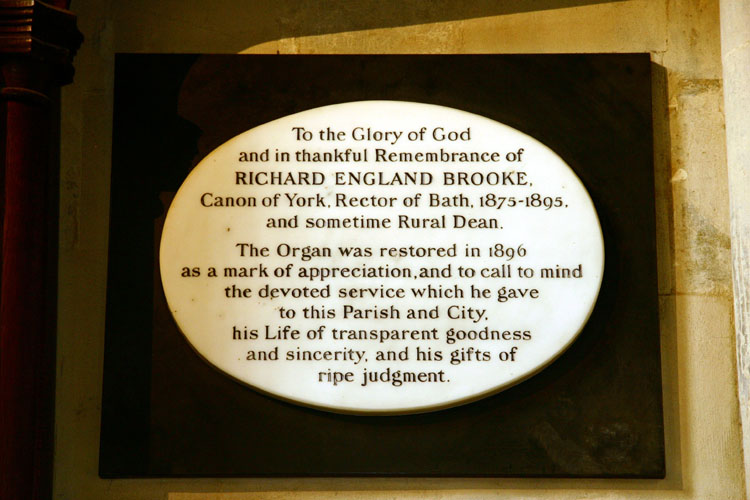 To the Glory of God
and in thankful Remembrance of
RICHARD ENGLAND BROOKE,
Canon of York, Rector of Bath, 1875-1895.
and sometime Rural Dean.
The Organ was restored in 1896
as a mark of appreciation, and to call to mind
the devoted service which he gave
to this Parish and City,
his Life of transparent goodness
and sincerity, and his gifts of
ripe judgment.